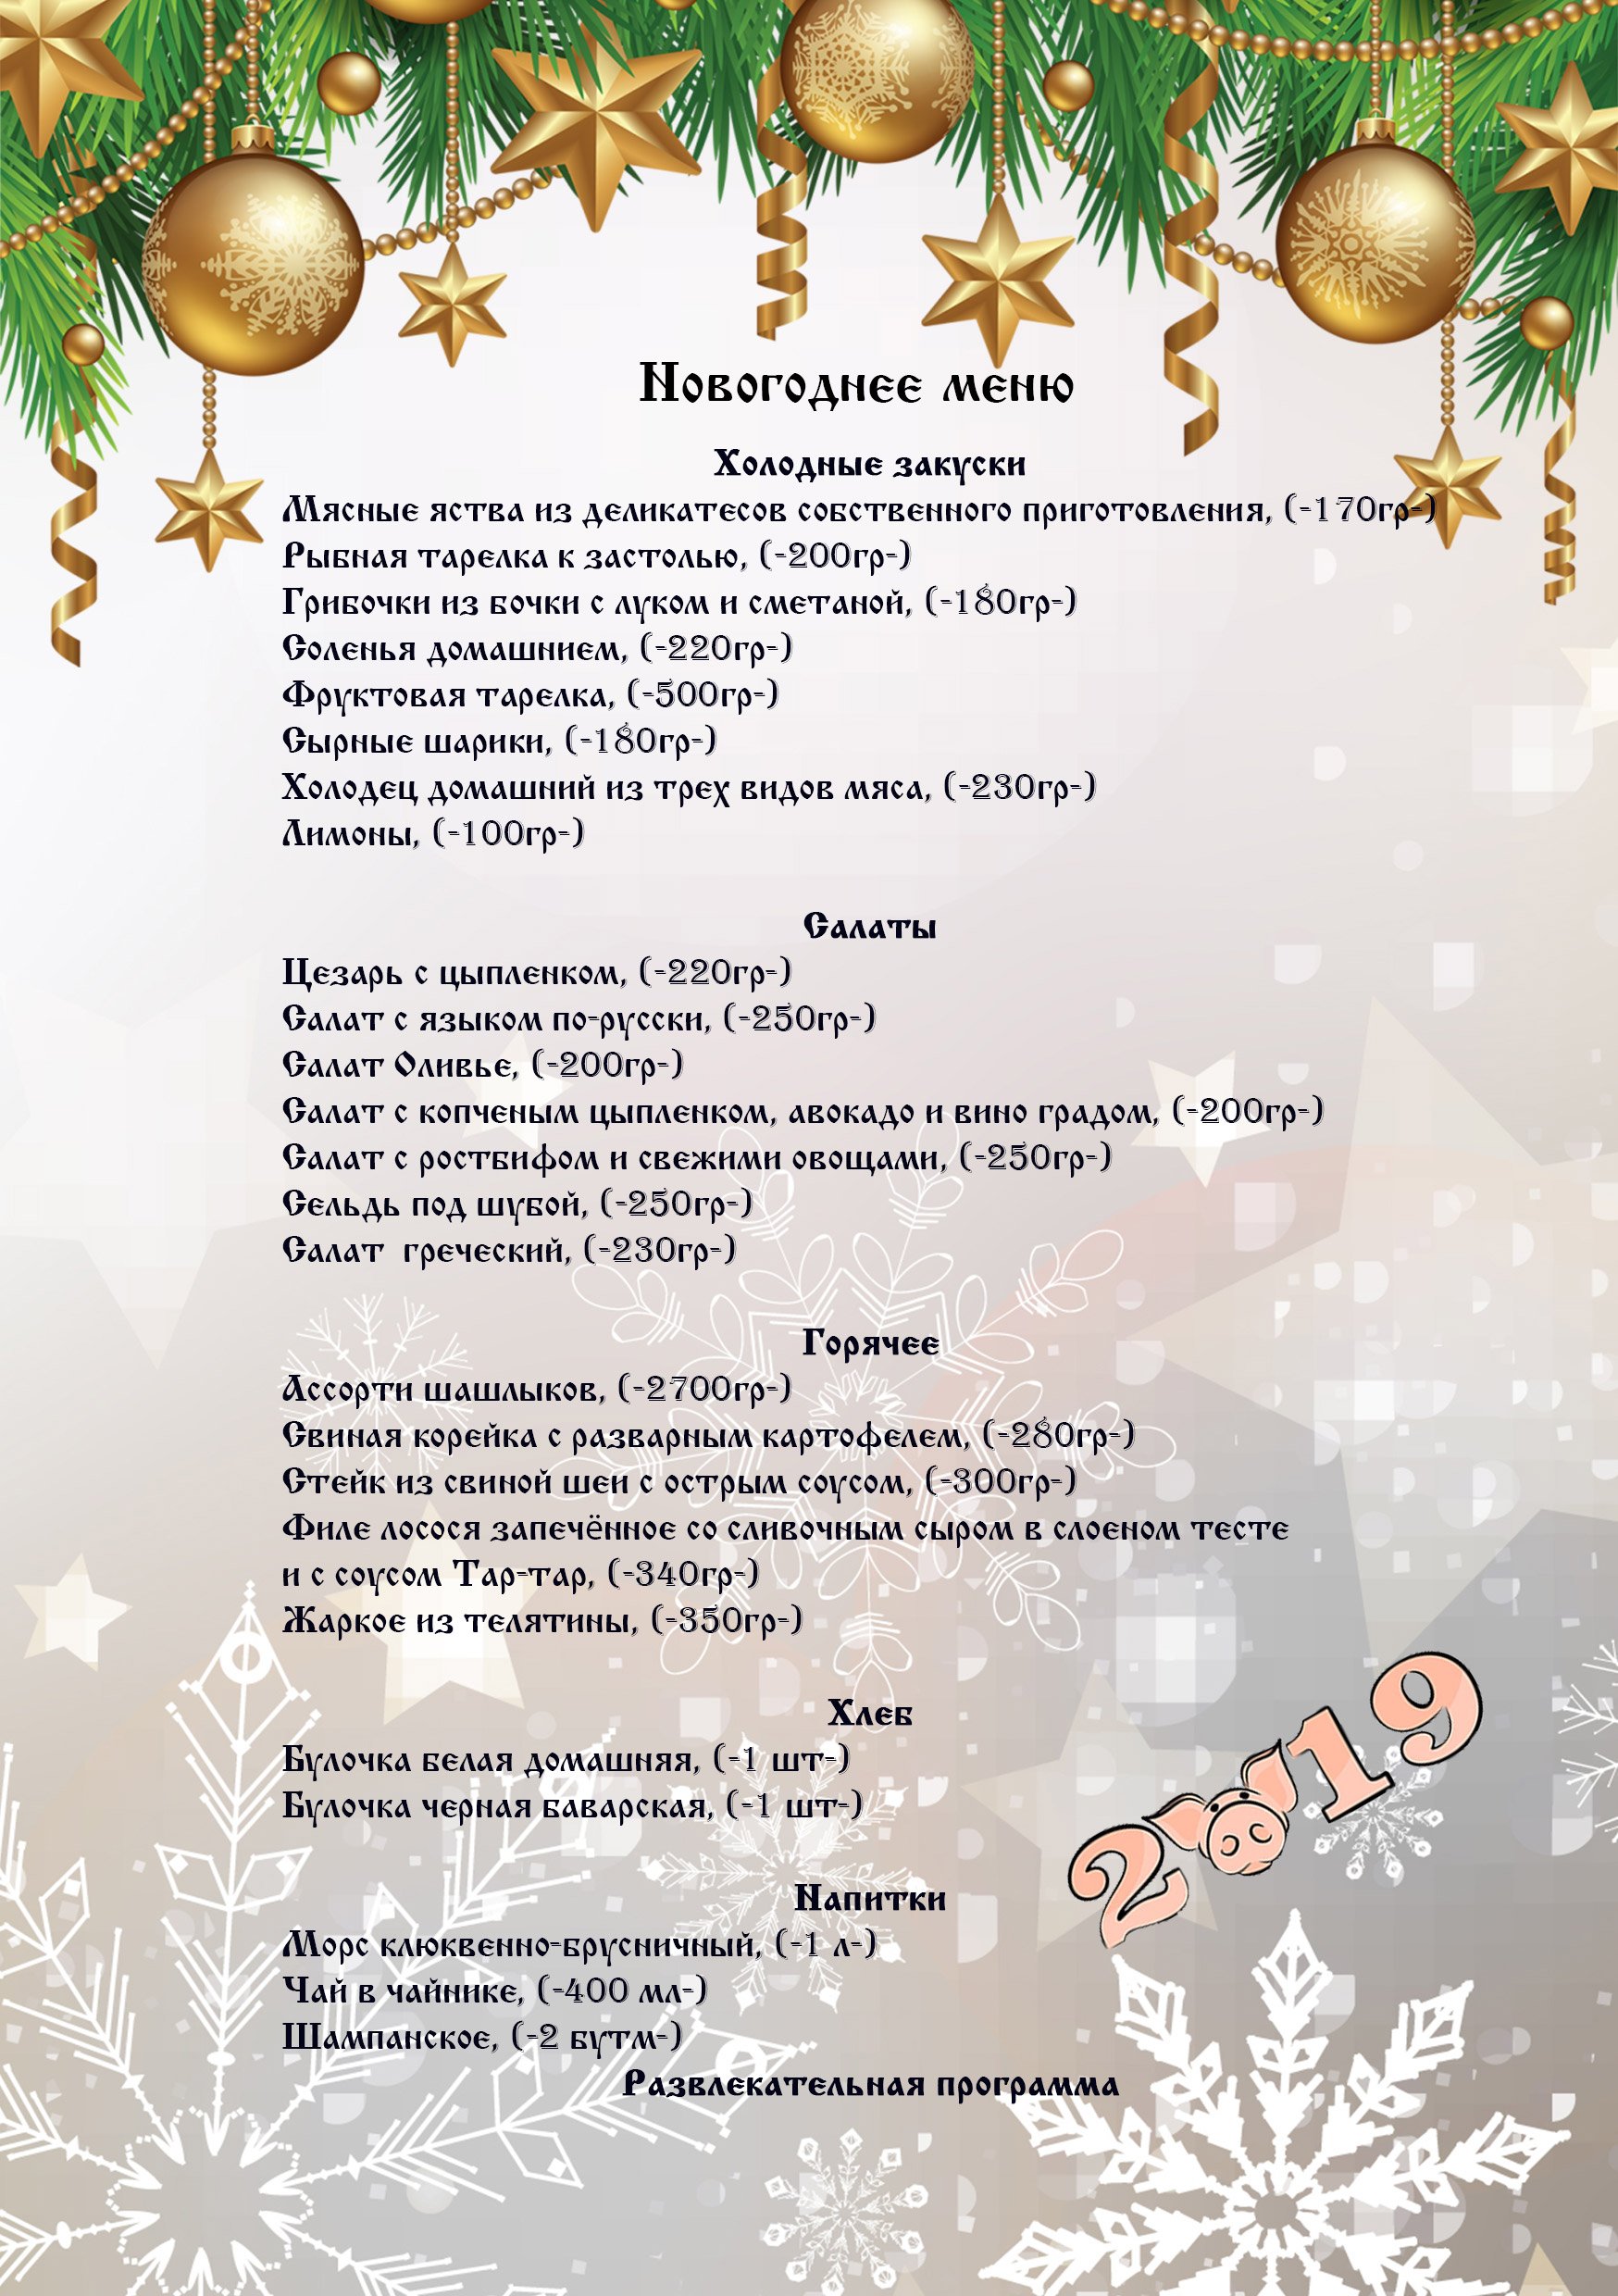 Новогоднее меню
Холодные закуски
Мясные яства из деликатесов собственного приготовления, (-170гр-)
Рыбная тарелка к застолью, (-200гр-)
Грибочки из бочки с луком и сметаной, (-180гр-)
Соленья домашнием, (-220гр-)
Фруктовая тарелка, (-500гр-)
Сырные шарики, (-180гр-)
Холодец домашний из трех видов мяса, (-230гр-)
Лимоны, (-100гр-)
Салаты
Цезарь с цыпленком, (-220гр-)
Салат с языком по-русски, (-250гр-)
Салат Оливье, (-200гр-)
Салат с копченым цыпленком, авокадо и вино градом, (-200гр-)
Салат с ростбифом и свежими овощами, (-250гр-)
Сельдь под шубой, (-250гр-)
Салат  греческий, (-230гр-)
Горячее
Ассорти шашлыков, (-2700гр-)
Свиная корейка с разварным картофелем, (-280гр-)
Стейк из свиной шеи с острым соусом, (-300гр-)
Филе лосося запечённое со сливочным сыром в слоеном тесте
и с соусом Тар-тар, (-340гр-)
Жаркое из телятины, (-350гр-)
Хлеб
Булочка белая домашняя, (-1 шт-)
Булочка черная баварская, (-1 шт-)
2019
Напитки
Морс клюквенно-брусничный, (-1 л-)
Чай в чайнике, (-400 мл-)
Шампанское, (-2 бутм-)
Развлекательная программа